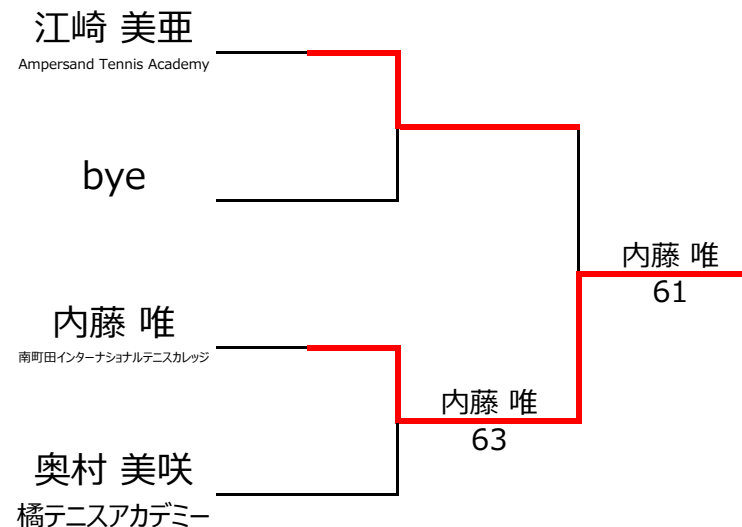 江崎 美亜
Ampersand Tennis Academy
bye
内藤 唯
61
内藤 唯
南町田インターナショナルテニスカレッジ
内藤 唯
63
奥村 美咲
橘テニスアカデミー